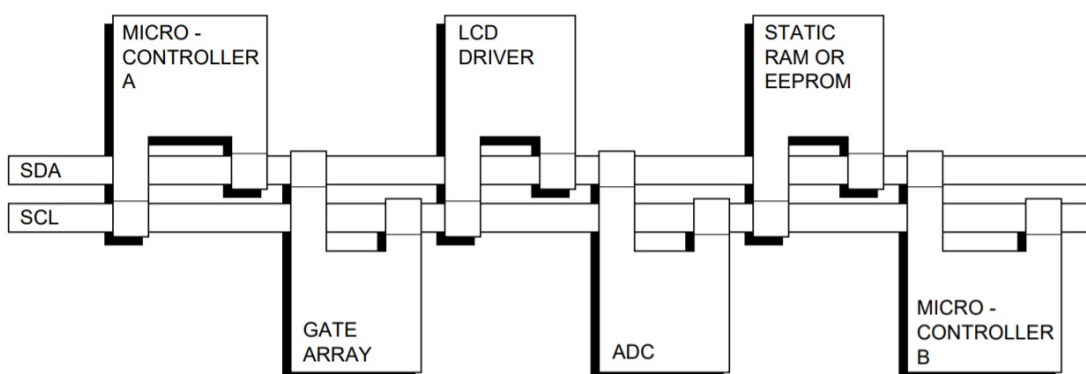 MICRO -
CONTROLLER
A
LCD
DRIVER
STATIC
RAM OR
EEPROM
SDA
SCL
GATE
ARRAY
ADC
MICRO -
CONTROLLER
B